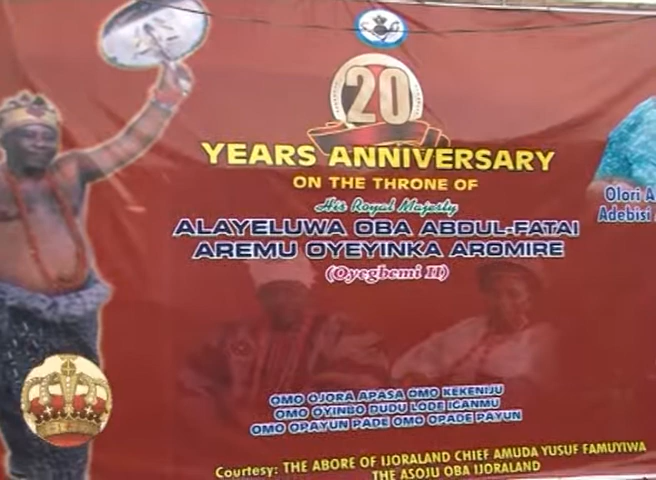 20
YEARS ANNIVERSARY
ON THE THRONE OF
His Royal Majesty
ALAYELUWA OBA ABDUL-FATAI
AREMU OYEYINKA AROMIRE
(Oyegbemi II)
Olori
Adebisi
OMO OJORA APASA OMO KEKENIJU
OMO OYINBO DUDU LODE IGANMU
OMO OPAYUN PADE OMO OPADE PAYUN
Courtesy: THE ABORE OF IJORALAND CHIEF AMUDA YUSUF FAMUYIWA
THE ASOJU OBA IJORALAND